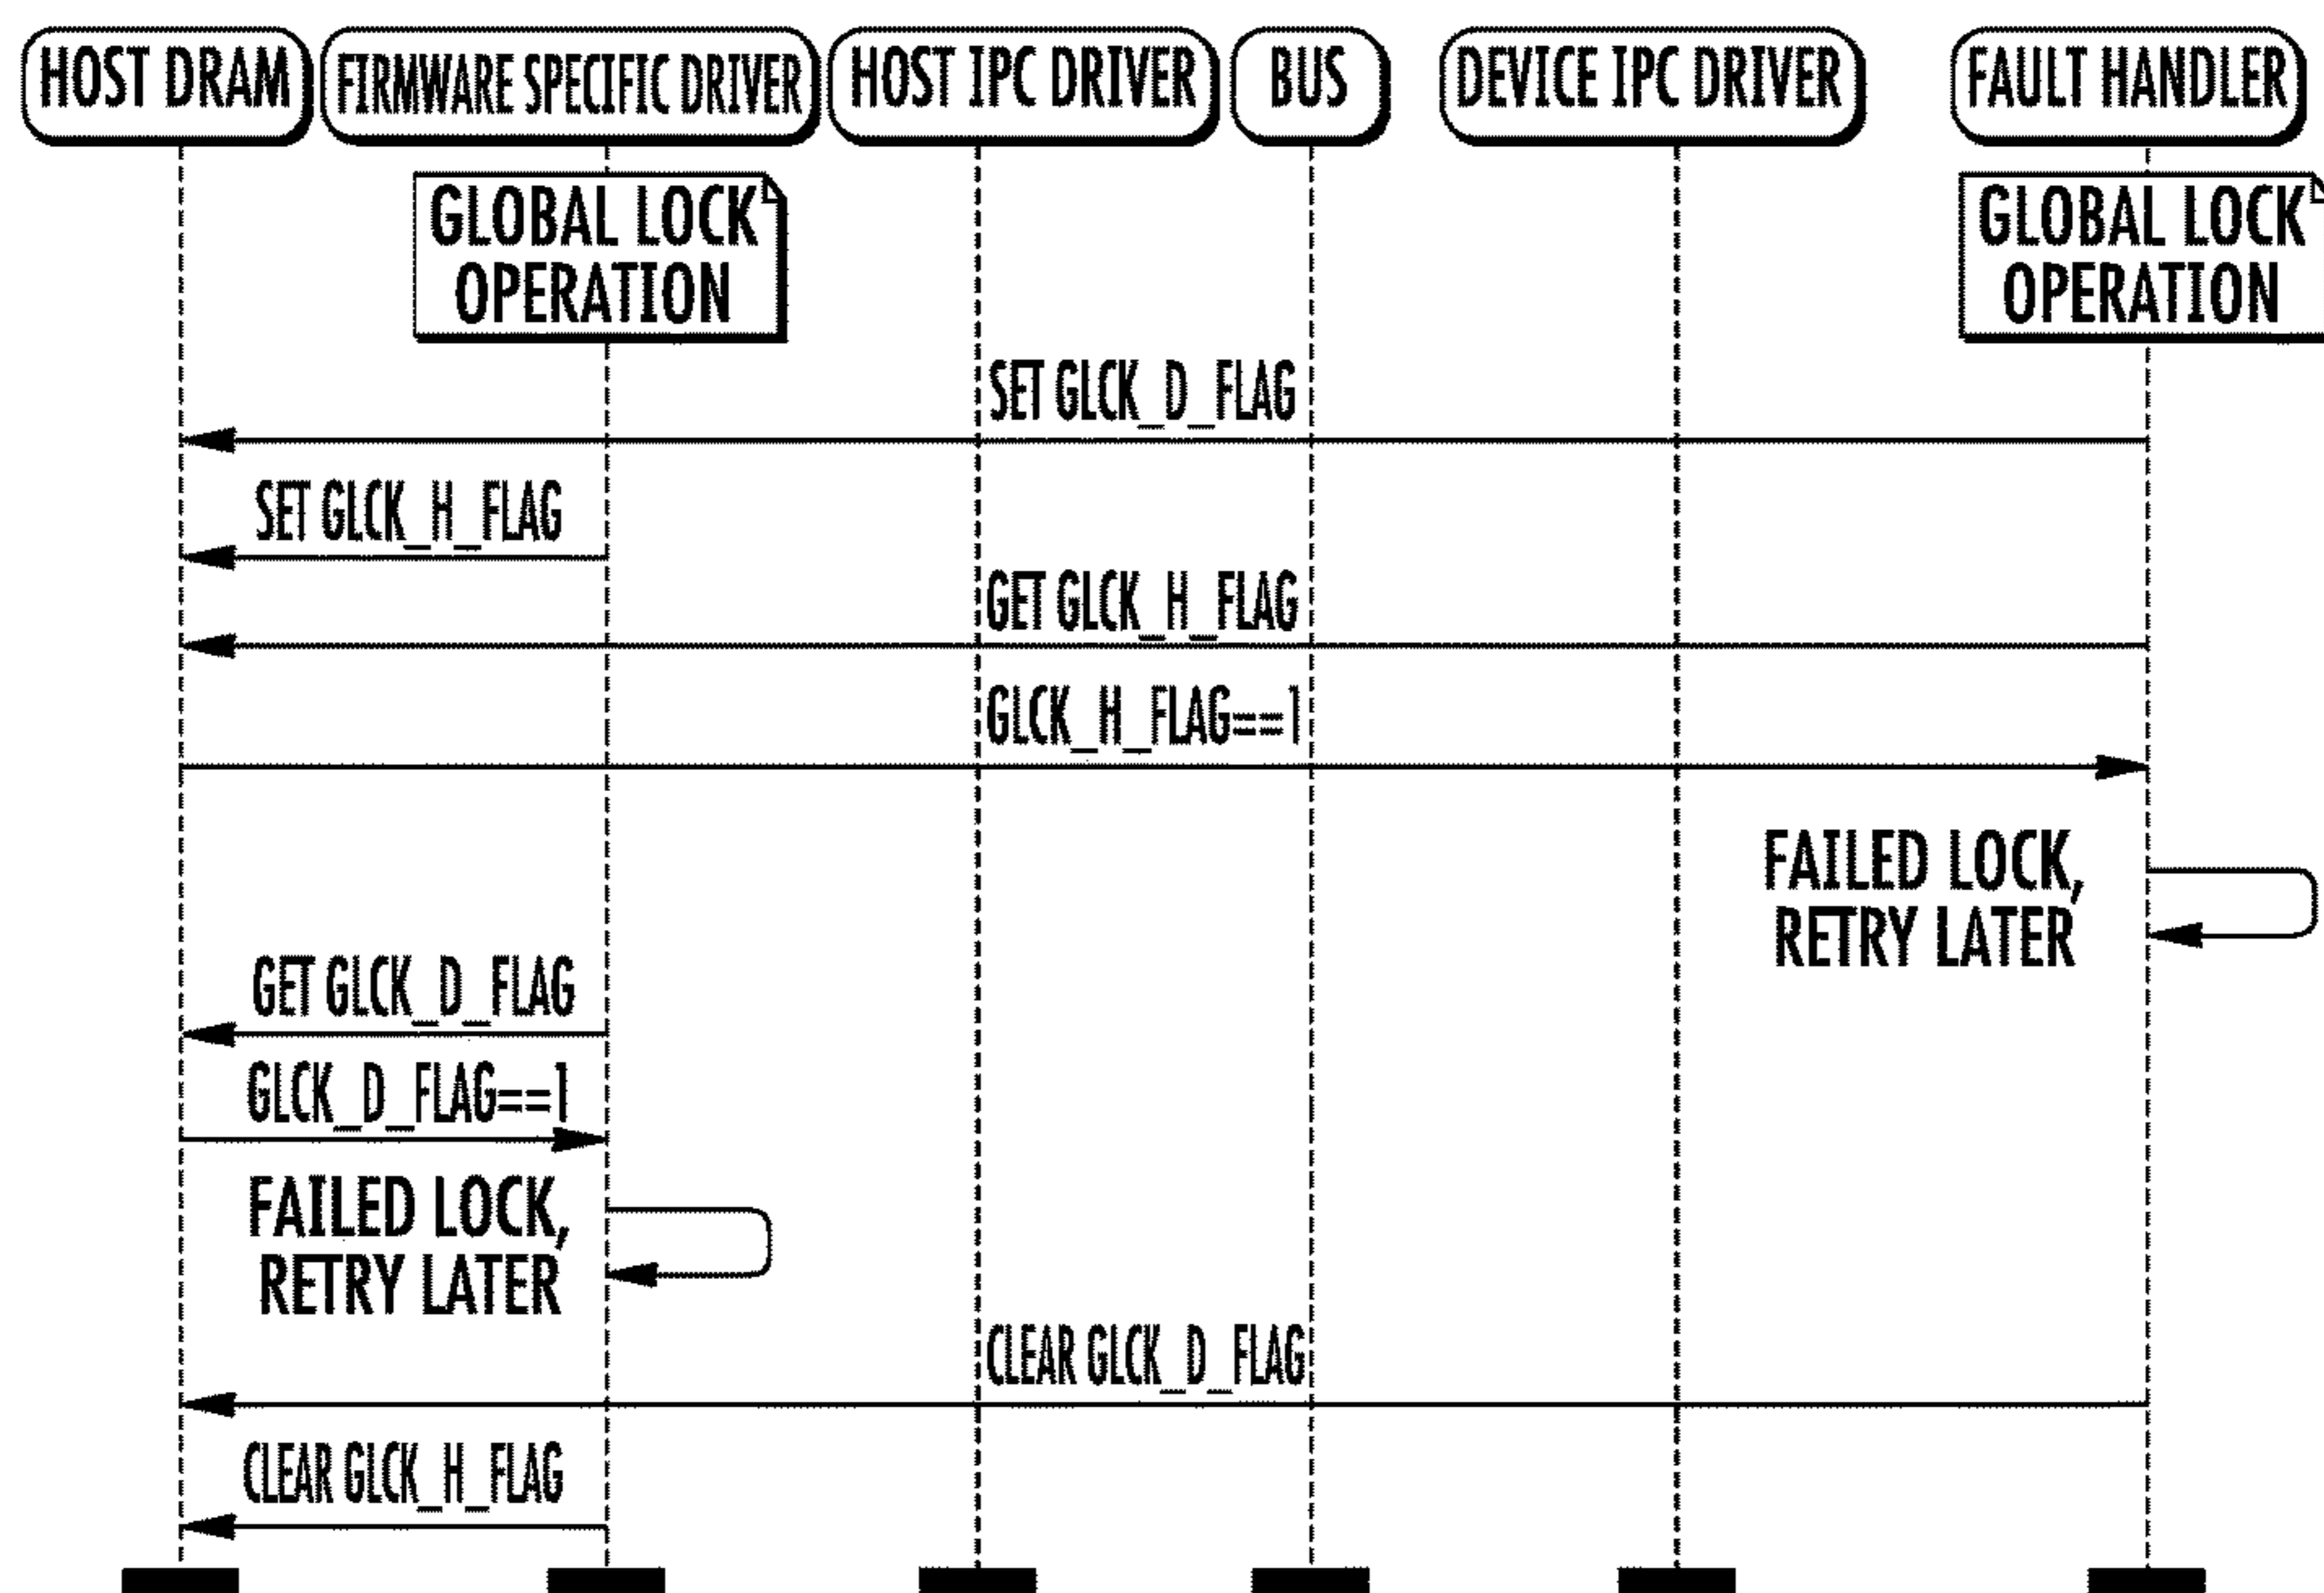 HOST DRAM
FIRMWARE SPECIFIC DRIVER
HOST IPC DRIVER
BUS
DEVICE IPC DRIVER
FAULT HANDLER
GLOBAL LOCK
OPERATION
GLOBAL LOCK
OPERATION
SET GLCK_D_FLAG
SET GLCK_H_FLAG
GET GLCK_H_FLAG
GLCK_H_FLAG==1
FAILED LOCK,
RETRY LATER
GET GLCK_D_FLAG
GLCK_D_FLAG==1
FAILED LOCK,
RETRY LATER
CLEAR GLCK_D_FLAG
CLEAR GLCK_H_FLAG